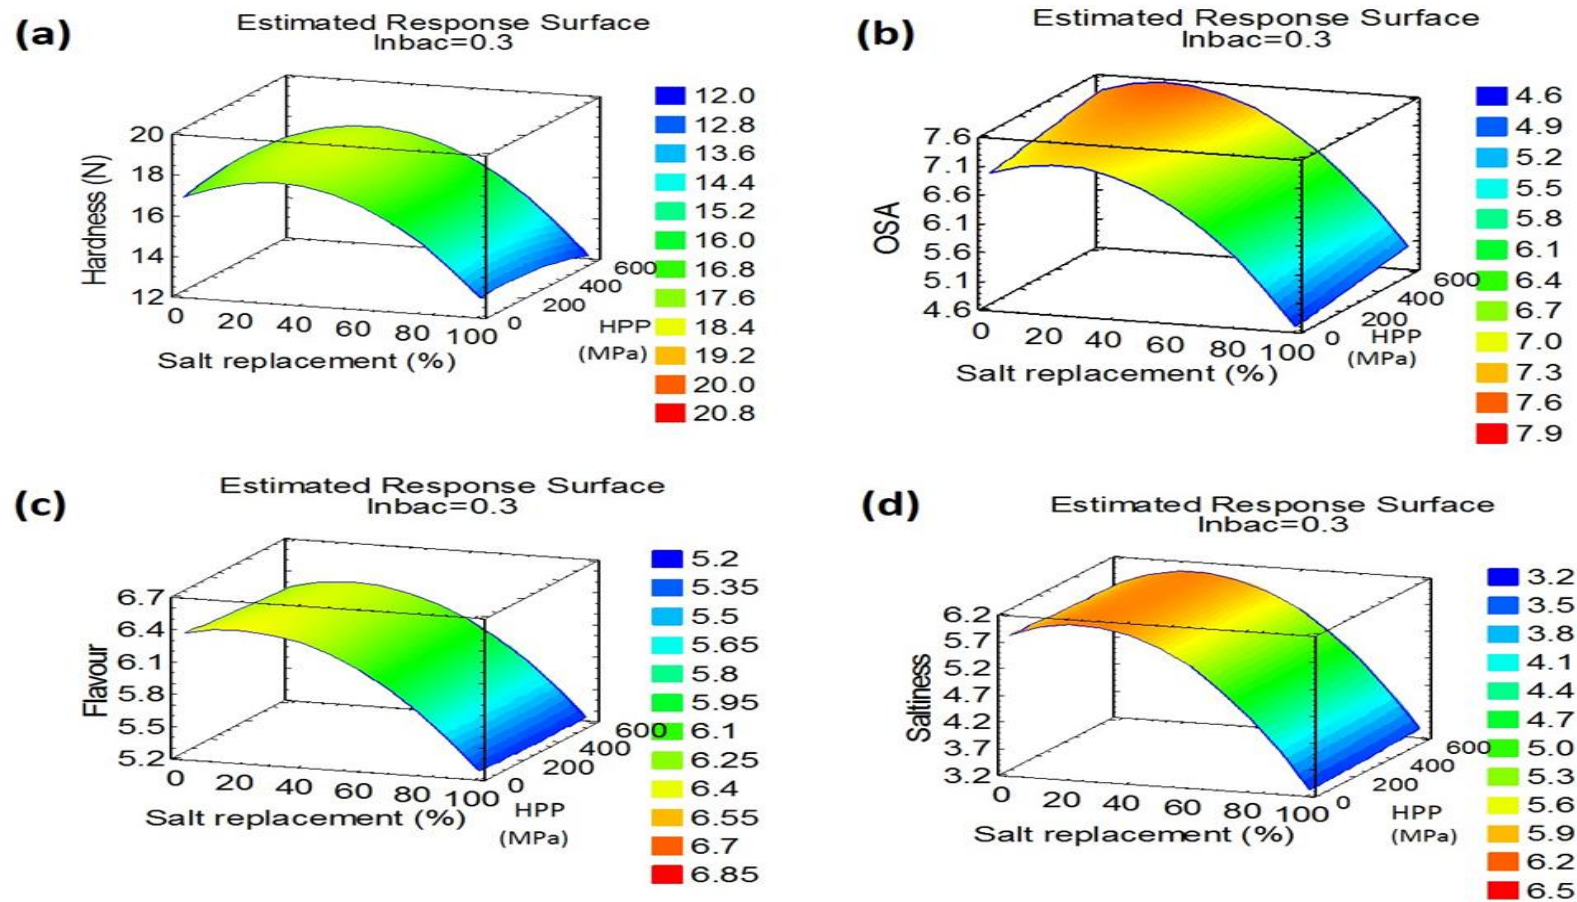 (a)
Estimated Response Surface
Inbac=0.3
Hardness (N)
20
18
16
14
12
0 20 40 60 80 100
Salt replacement (%)
0 200 400 600
HPP
(MPa)
12.0
12.8
13.6
14.4
15.2
16.0
16.8
17.6
18.4
19.2
20.0
20.8
(b)
Estimated Response Surface
Inbac=0.3
OSA
7.6
7.1
6.6
6.1
5.6
5.1
4.6
0 20 40 60 80 100
Salt replacement (%)
0 200 400 600
HPP
(MPa)
4.6
4.9
5.2
5.5
5.8
6.1
6.4
6.7
7.0
7.3
7.6
7.9
(c)
Estimated Response Surface
Inbac=0.3
Flavour
6.7
6.4
6.1
5.8
5.5
5.2
0 20 40 60 80 100
Salt replacement (%)
0 200 400 600
HPP
(MPa)
5.2
5.35
5.5
5.65
5.8
5.95
6.1
6.25
6.4
6.55
6.7
6.85
(d)
Estimated Response Surface
Inbac=0.3
Saltiness
6.2
5.7
5.2
4.7
4.2
3.7
3.2
0 20 40 60 80 100
Salt replacement (%)
0 200 400 600
HPP
(MPa)
3.2
3.5
3.8
4.1
4.4
4.7
5.0
5.3
5.6
5.9
6.2
6.5